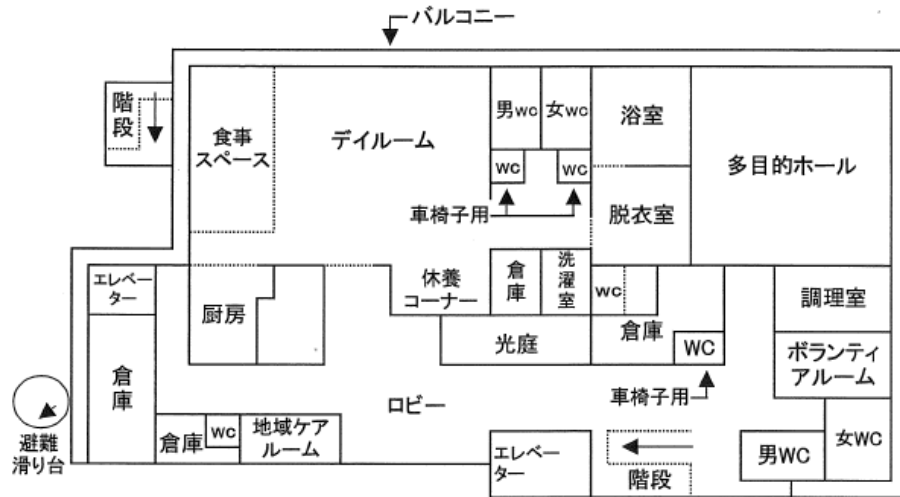 バルコニー
階段
食事
スペース
デイルーム
男wc
女wc
浴室
多目的ホール
wc
wc
車椅子用
脱衣室
エレベー
ター
厨房
休養
コーナー
倉庫
洗濯室
wc
倉庫
調理室
光庭
WC
ボランティ
アルーム
倉庫
ロビー
車椅子用
避難
滑り台
倉庫
wc
地域ケア
ルーム
エレベー
ター
階段
男WC
女WC